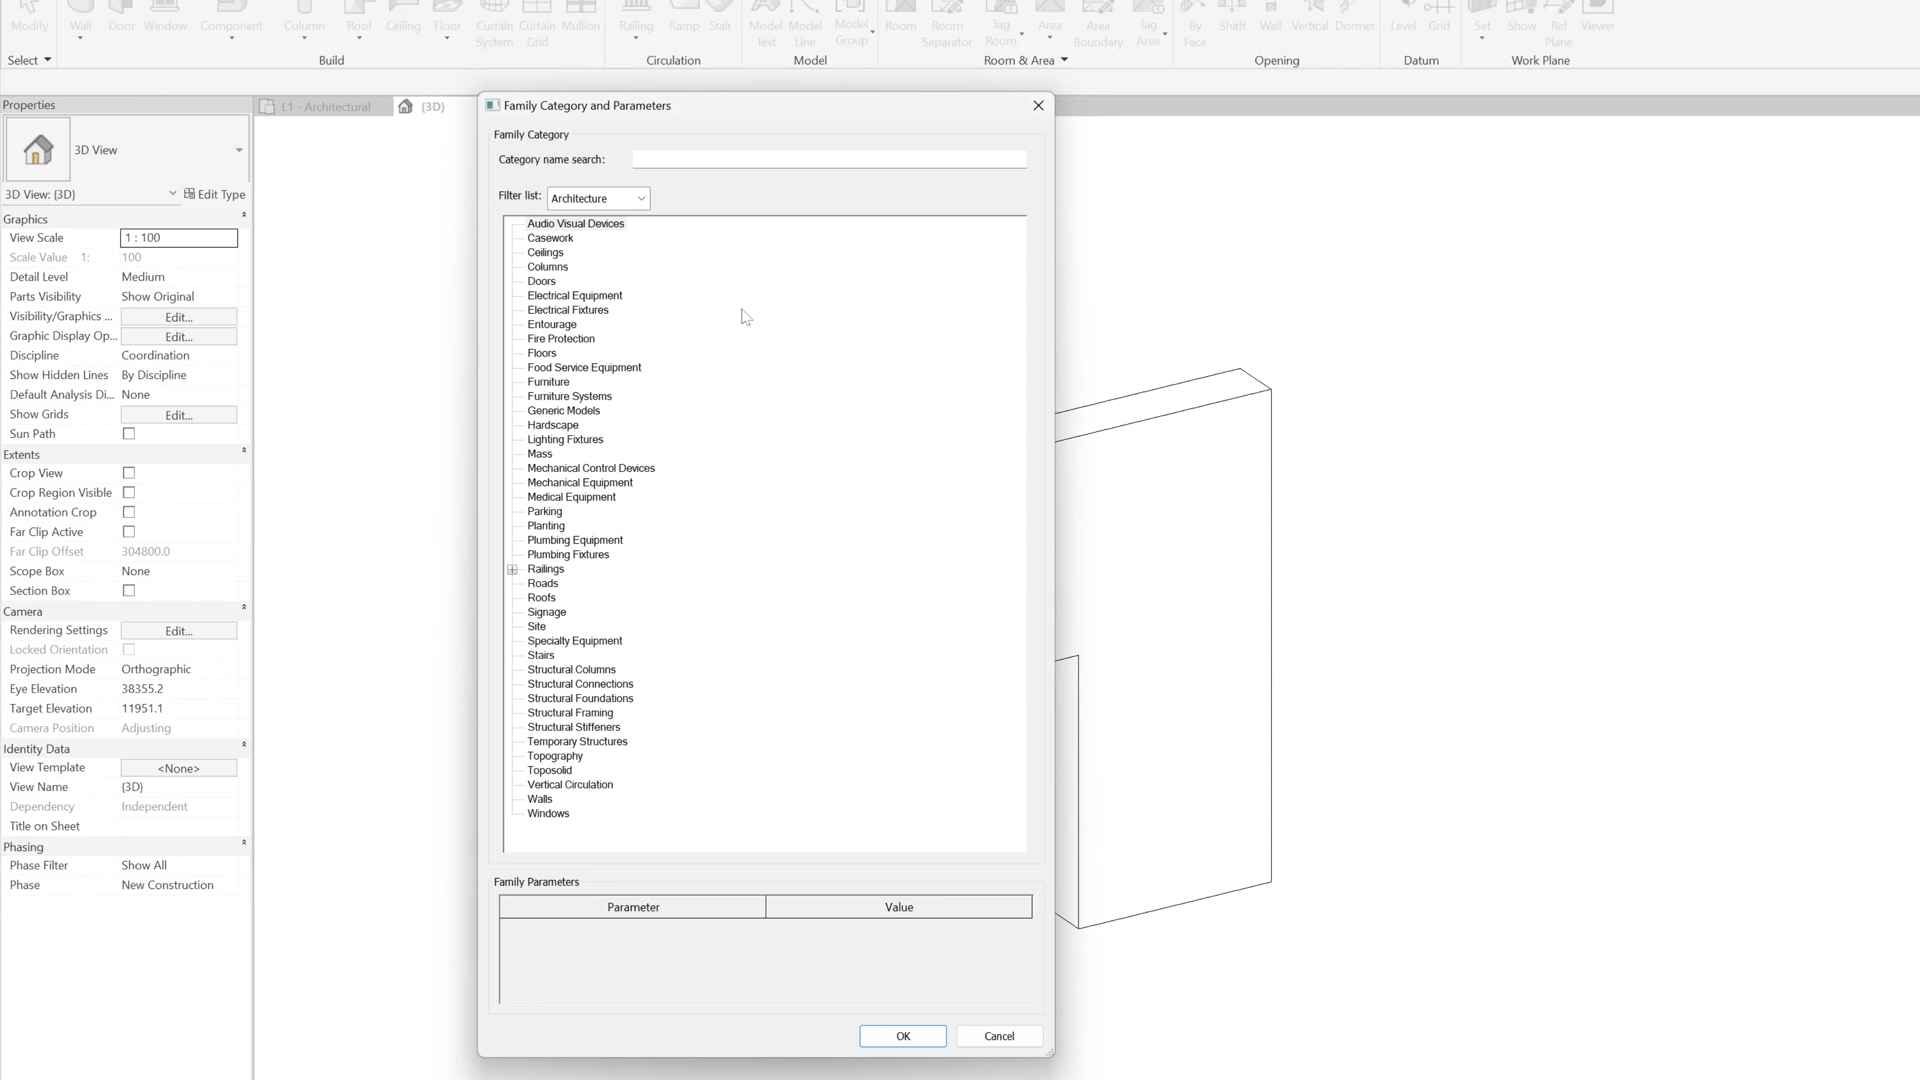 Modify Wall Door Window Component Column Roof Ceiling Floor Curtain System Curtain Grid Mullion Railing Ramp Stair Model Text Model Line Model Group Room Room Separator Tag Room Area Area Boundary Tag Area By Face Shaft Wall Vertical Dormer Level Grid Set Show Ref Plane Viewer
Select Build Circulation Model Room & Area Opening Datum Work Plane
Properties
L1 - Architectural {3D}
3D View
3D View: {3D} Edit Type
Graphics
View Scale 1 : 100
Scale Value 1: 100
Detail Level Medium
Parts Visibility Show Original
Visibility/Graphics ... Edit...
Graphic Display Op... Edit...
Discipline Coordination
Show Hidden Lines By Discipline
Default Analysis Di... None
Show Grids Edit...
Sun Path
Extents
Crop View
Crop Region Visible
Annotation Crop
Far Clip Active
Far Clip Offset 304800.0
Scope Box None
Section Box
Camera
Rendering Settings Edit...
Locked Orientation
Projection Mode Orthographic
Eye Elevation 38355.2
Target Elevation 11951.1
Camera Position Adjusting
Identity Data
View Template <None>
View Name {3D}
Dependency Independent
Title on Sheet
Phasing
Phase Filter Show All
Phase New Construction
Family Category and Parameters
Family Category
Category name search:
Filter list: Architecture
Audio Visual Devices
Casework
Ceilings
Columns
Doors
Electrical Equipment
Electrical Fixtures
Entourage
Fire Protection
Floors
Food Service Equipment
Furniture
Furniture Systems
Generic Models
Hardscape
Lighting Fixtures
Mass
Mechanical Control Devices
Mechanical Equipment
Medical Equipment
Parking
Planting
Plumbing Equipment
Plumbing Fixtures
Railings
Roads
Roofs
Signage
Site
Specialty Equipment
Stairs
Structural Columns
Structural Connections
Structural Foundations
Structural Framing
Structural Stiffeners
Temporary Structures
Topography
Toposolid
Vertical Circulation
Walls
Windows
Family Parameters
Parameter Value
OK Cancel